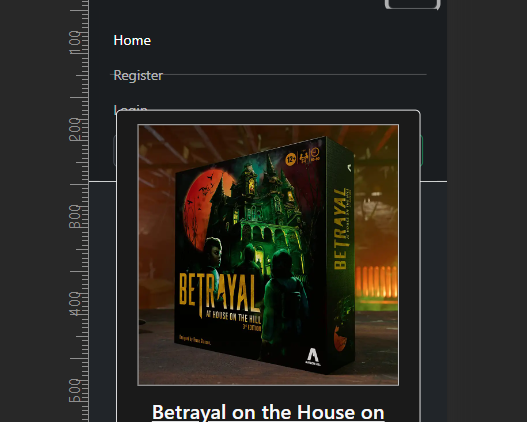 Home
100
Register
Login
200
12+
300
BETRAYAL
AT HOUSE ON THE HILL
3RD EDITION
BETRAYAL
400
500
Betrayal on the House on